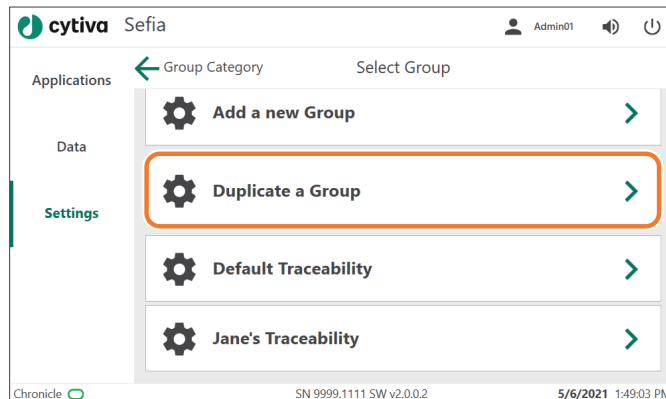 cytiva Sefia Admin01
Applications
Data
Settings
Group Category Select Group
Add a new Group
Duplicate a Group
Default Traceability
Jane's Traceability
Chronicle SN 9999.1111 SW v2.0.0.2 5/6/2021 1:49:03 PM